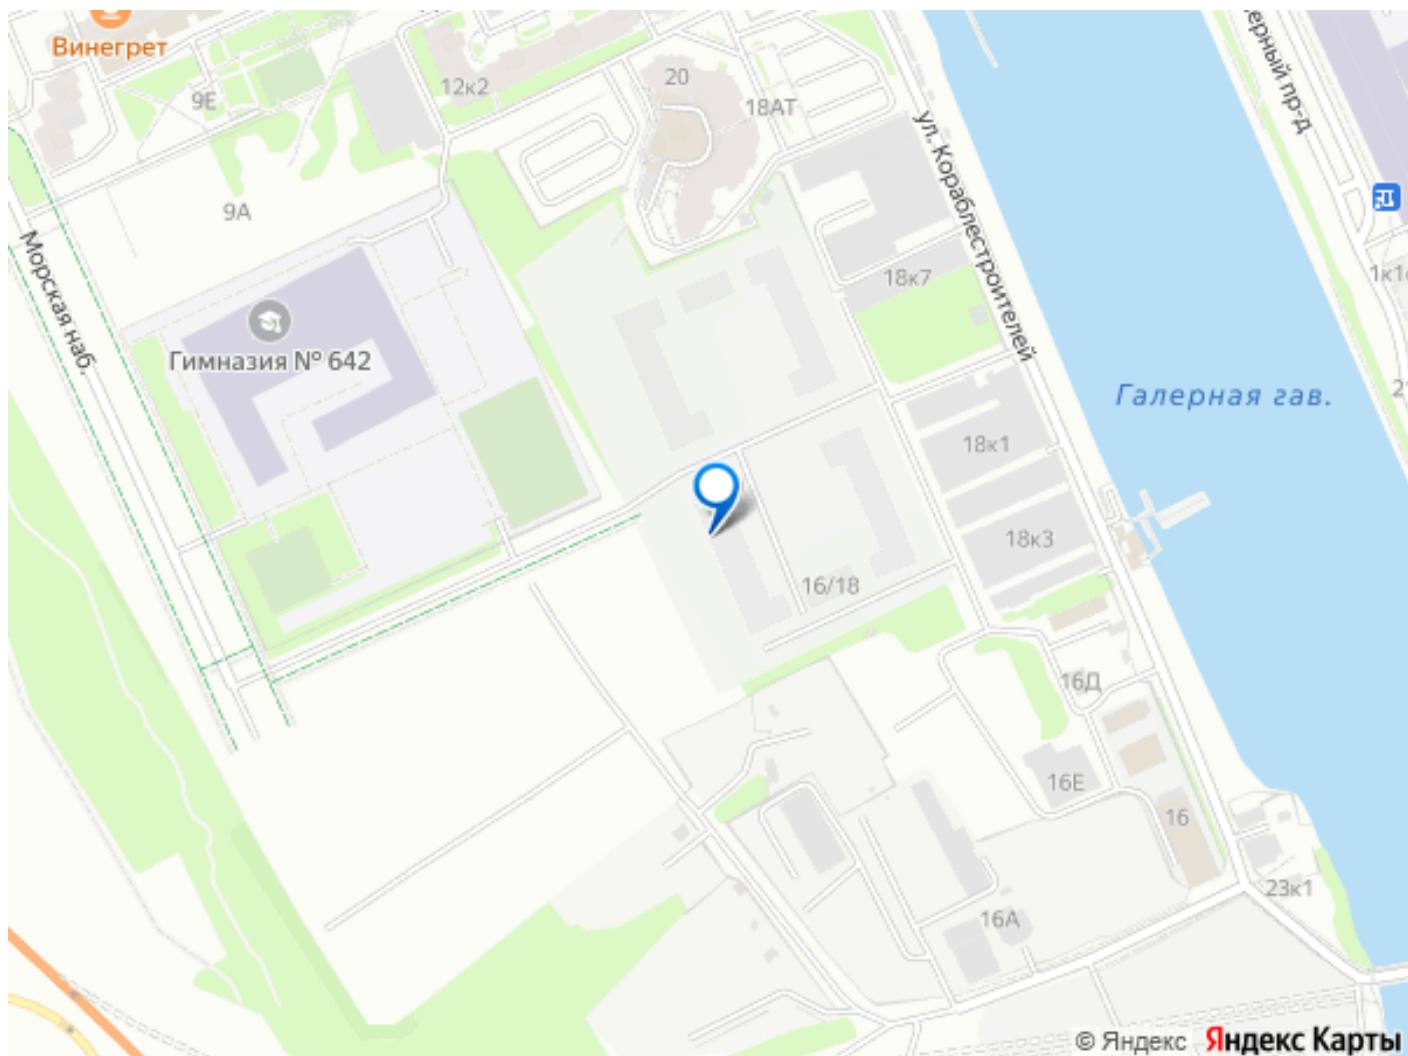 Винегрет
12к2
20
9Е
18АТ
9А
ул. Кораблестроителей
Морская наб.
18к7
Гимназия № 642
Галерная гав.
18к1
18к3
16/18
16Д
16Е
16
23к1
16А
© Яндекс Яндекс Карты